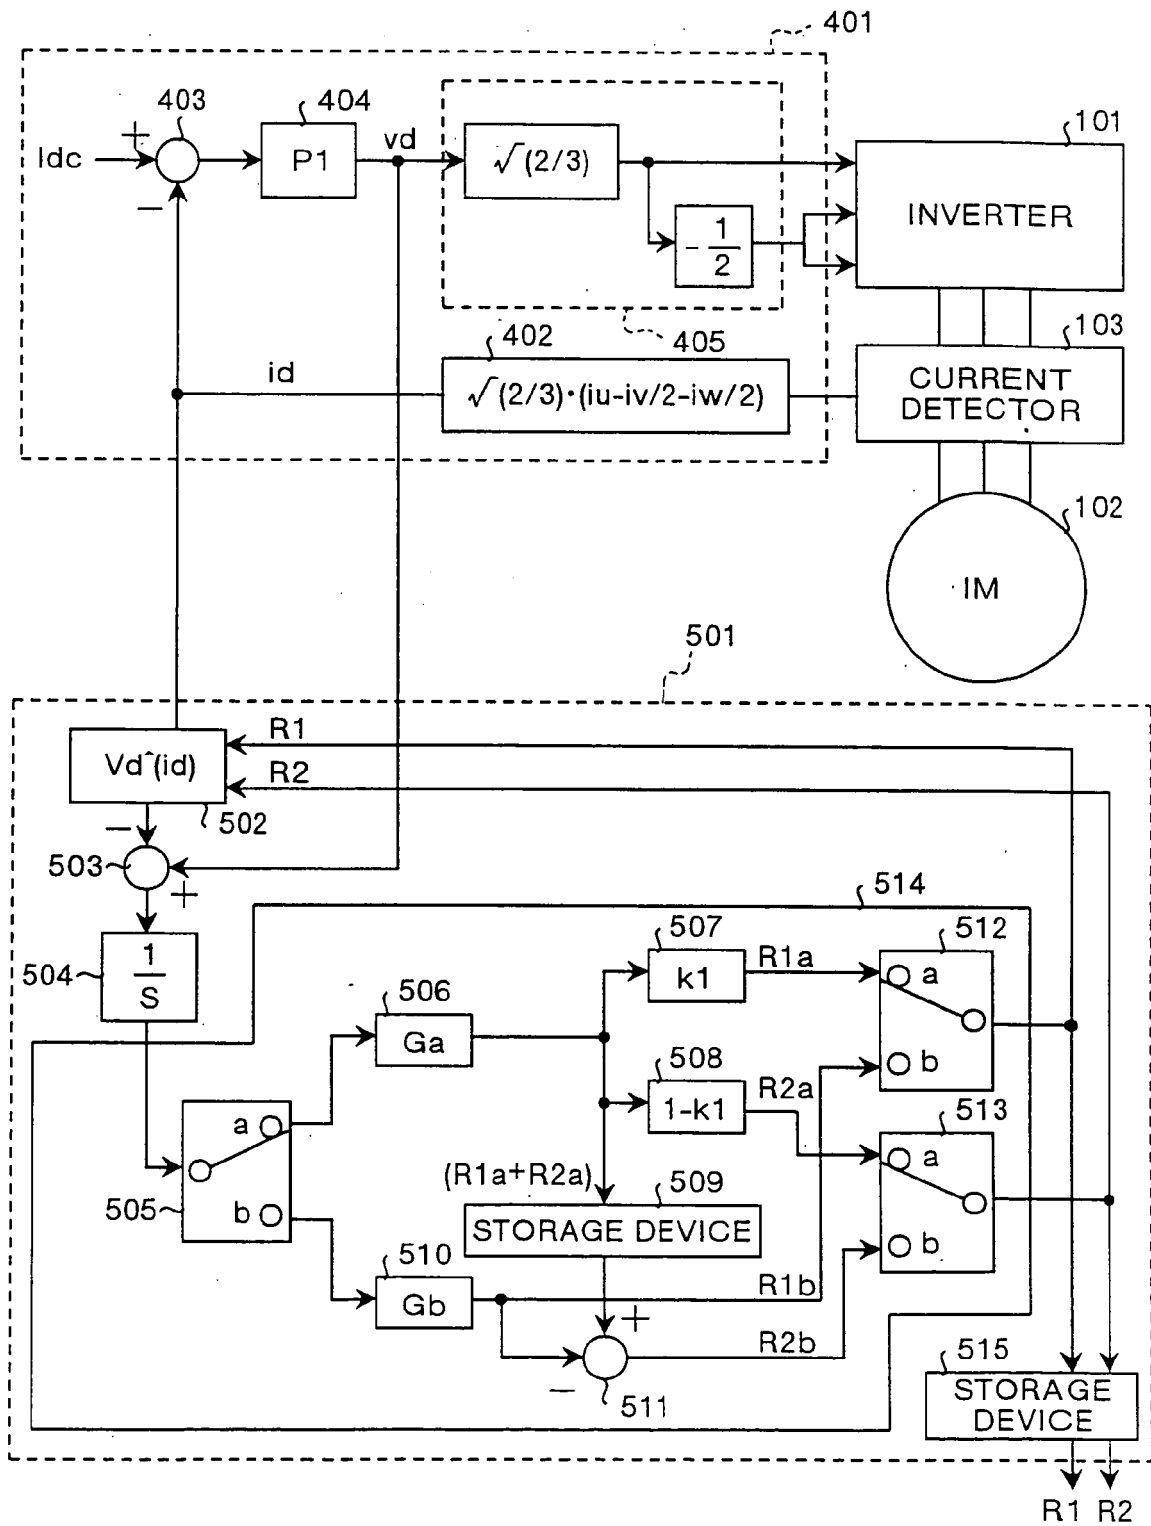 401
403
404
101
Idc
+
−
P1
vd
√(2/3)
- 1/2
INVERTER
405
402
103
id
√(2/3)·(iu-iv/2-iw/2)
CURRENT
DETECTOR
102
IM
501
R1
R2
Vd^(id)
502
−
503
+
514
504
1/S
507
k1
R1a
512
a
b
506
Ga
508
1-k1
R2a
513
a
b
505
a
b
(R1a+R2a)
509
STORAGE DEVICE
510
Gb
R1b
+
R2b
−
511
515
STORAGE
DEVICE
R1 R2